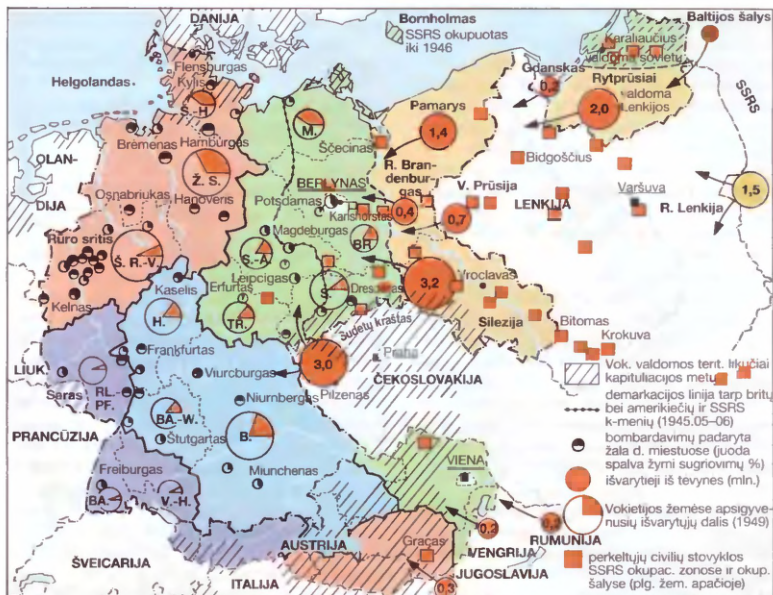 DANIJA
Bornholmas
SSRS okupuotas
iki 1946
Baltijos šalys
Karaliaučius
valdoma sovietų
Flensburgas
Kylis
Helgolandas
Gdanskas
0,2
Rytprūsiai
valdoma
Lenkijos
2,0
SSRS
Š.-H.
Pamarys
1,4
M.
Ščecinas
Brėmenas
Hamburgas
Ž. S.
OLAN-
DIJA
R. Bran-
denbur-
gas
Bidgoščius
BERLYNAS
Osnabriukas
Hanoveris
Potsdamas
Karlshorstas
0,4
V. Prūsija
0,7
LENKIJA
Varšuva
R. Lenkija
1,5
Magdeburgas
BR.
Rūro sritis
Š. R.-V.
S.-A.
Leipcigas
Kaselis
Erfurtas
S.
Dresdenas
3,2
Vroclavas
Kelnas
H.
TR.
Silezija
Bitomas
Krokuva
Sudetų kraštas
Frankfurtas
LIUK.
Saras
RL.-
PF.
Viurcburgas
3,0
Pilzenas
Praha
ČEKOSLOVAKIJA
Niurnbergas
BA.-W.
B.
PRANCŪZIJA
Štutgartas
Freiburgas
Miunchenas
BA.
V.-H.
VIENA
0,2
VENGRIJA
0,2
RUMUNIJA
AUSTRIJA
Gracas
ŠVEICARIJA
ITALIJA
0,3
JUGOSLAVIJA
Vok. valdomos terit. likučiai
kapituliacijos metu
demarkacijos linija tarp britų
bei amerikiečių ir SSRS
k-menių (1945.05–06)
bombardavimų padaryta
žala d. miestuose (juoda
spalva žymi sugriovimų %)
išvarytieji iš tėvynės (mln.)
Vokietijos žemėse apsigyve-
nusių išvarytųjų dalis (1949)
perkeltųjų civilių stovyklos
SSRS okupac. zonose ir okup.
šalyse (plg. žem. apačioje)